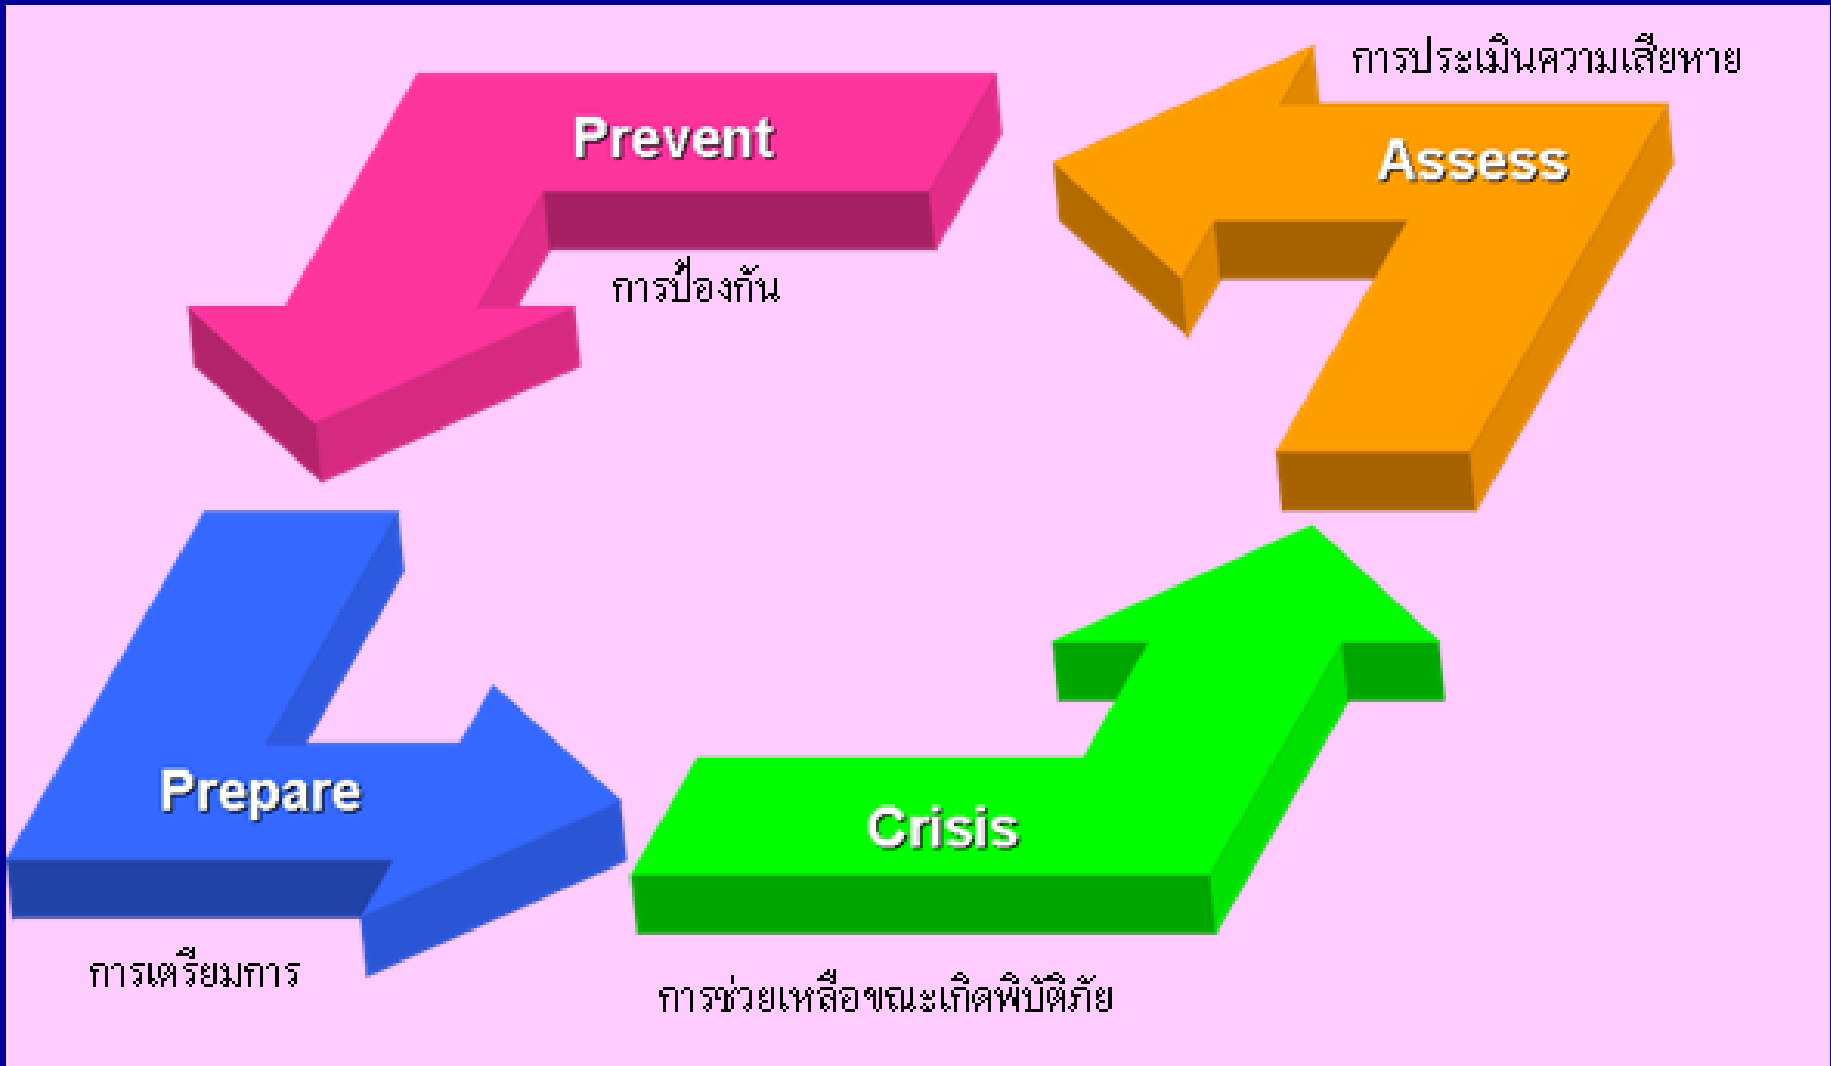 การประเมินความเสียหาย
Prevent
Assess
การป้องกัน
Prepare
Crisis
การเตรียมการ
การช่วยเหลือขณะเกิดพิบัติภัย